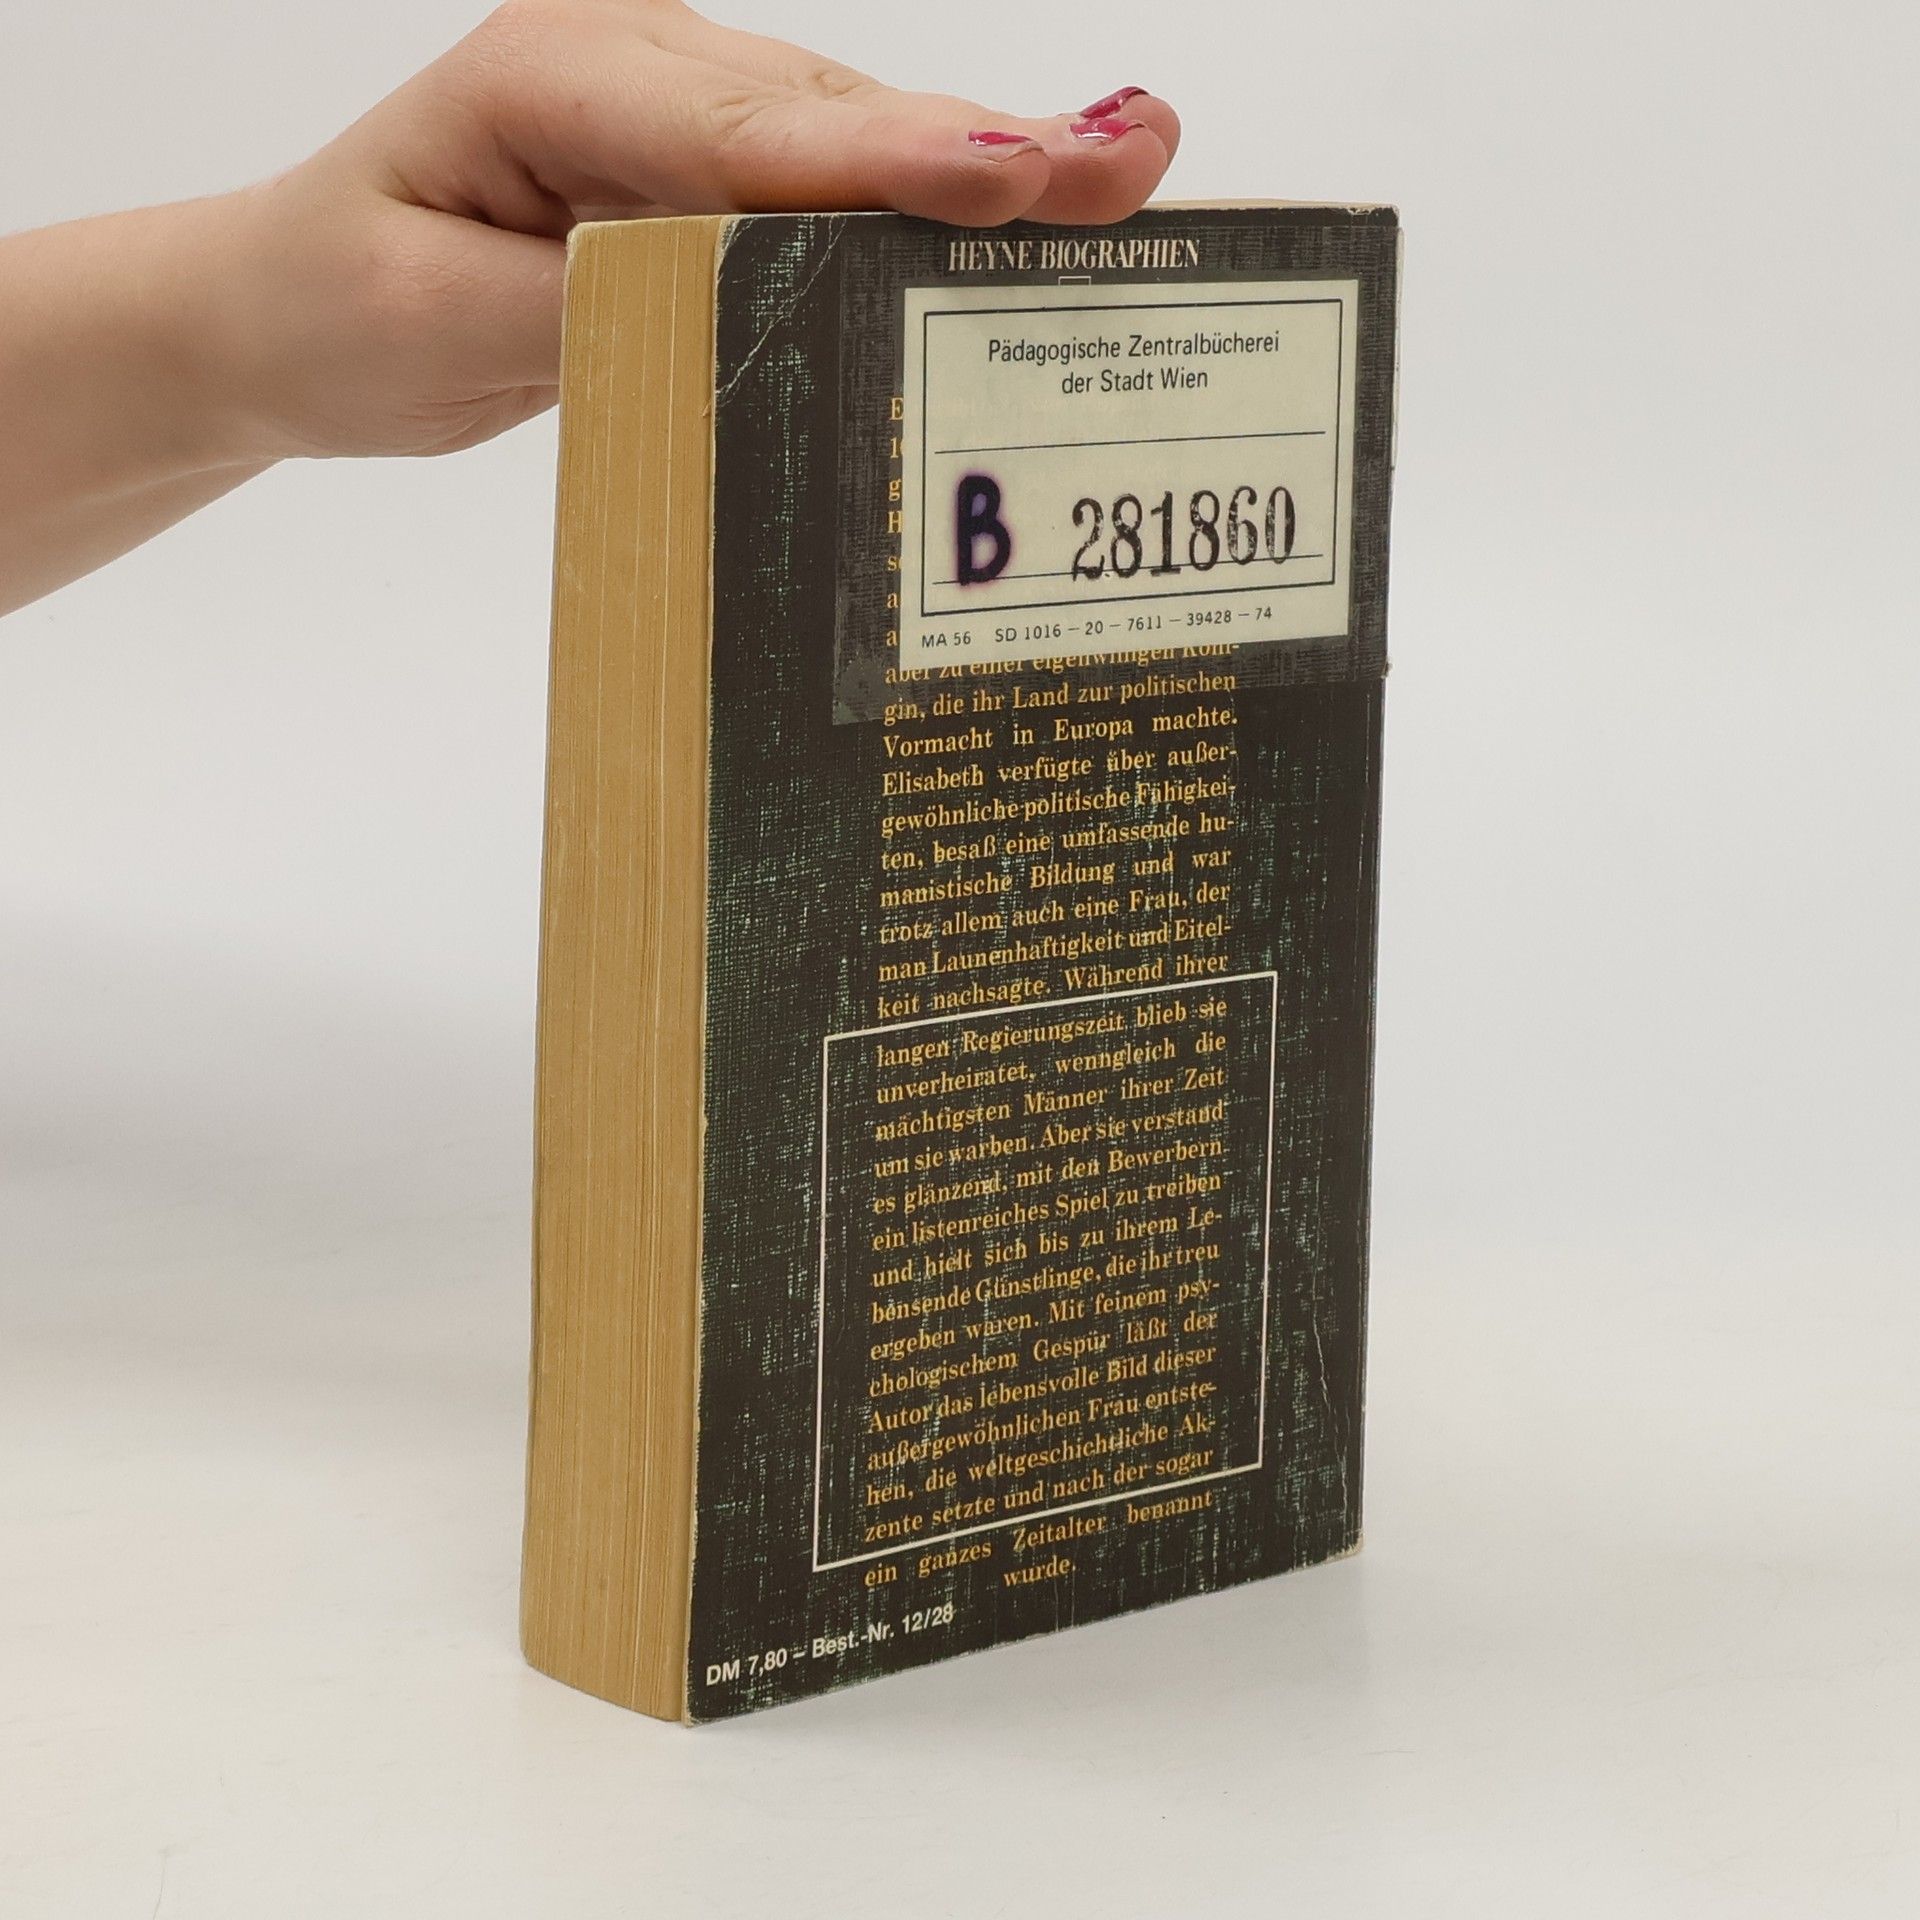 HEYNE BIOGRAPHIEN
Pädagogische Zentralbücherei
der Stadt Wien
B 281860
MA 56 SD 1016 – 20 – 7611 – 39428 – 74
aber zu einer eigenwilligen Köni-
gin, die ihr Land zur politischen
Vormacht in Europa machte.
Elisabeth verfügte über außer-
gewöhnliche politische Fähigkei-
ten, besaß eine umfassende hu-
manistische Bildung und war
trotz allem auch eine Frau, der
man Launenhaftigkeit und Eitel-
keit nachsagte. Während ihrer
langen Regierungszeit blieb sie
unverheiratet, wenngleich die
mächtigsten Männer ihrer Zeit
um sie warben. Aber sie verstand
es glänzend, mit den Bewerbern
ein listenreiches Spiel zu treiben
und hielt sich bis zu ihrem Le-
bensende Günstlinge, die ihr treu
ergeben waren. Mit feinem psy-
chologischem Gespür läßt der
Autor das lebensvolle Bild dieser
außergewöhnlichen Frau entste-
hen, die weltgeschichtliche Ak-
zente setzte und nach der sogar
ein ganzes Zeitalter benannt
wurde.
DM 7,80 – Best.-Nr. 12/28